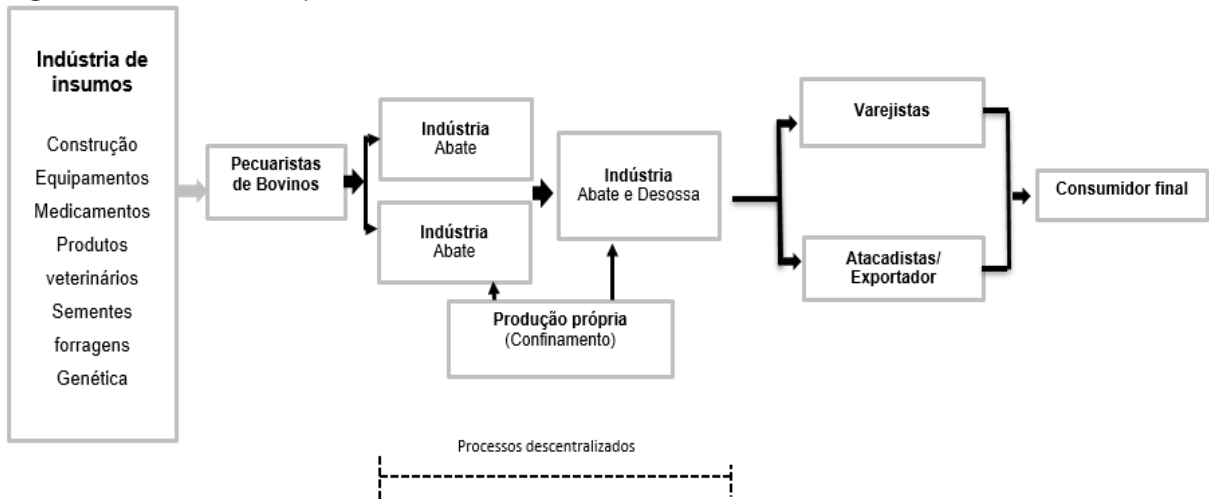 Indústria de
insumos
Construção
Equipamentos
Medicamentos
Produtos
veterinários
Sementes
forragens
Genética
Pecuaristas
de Bovinos
Indústria
Abate
Indústria
Abate
Indústria
Abate e Desossa
Produção própria
(Confinamento)
Varejistas
Atacadistas/
Exportador
Consumidor final
Processos descentralizados